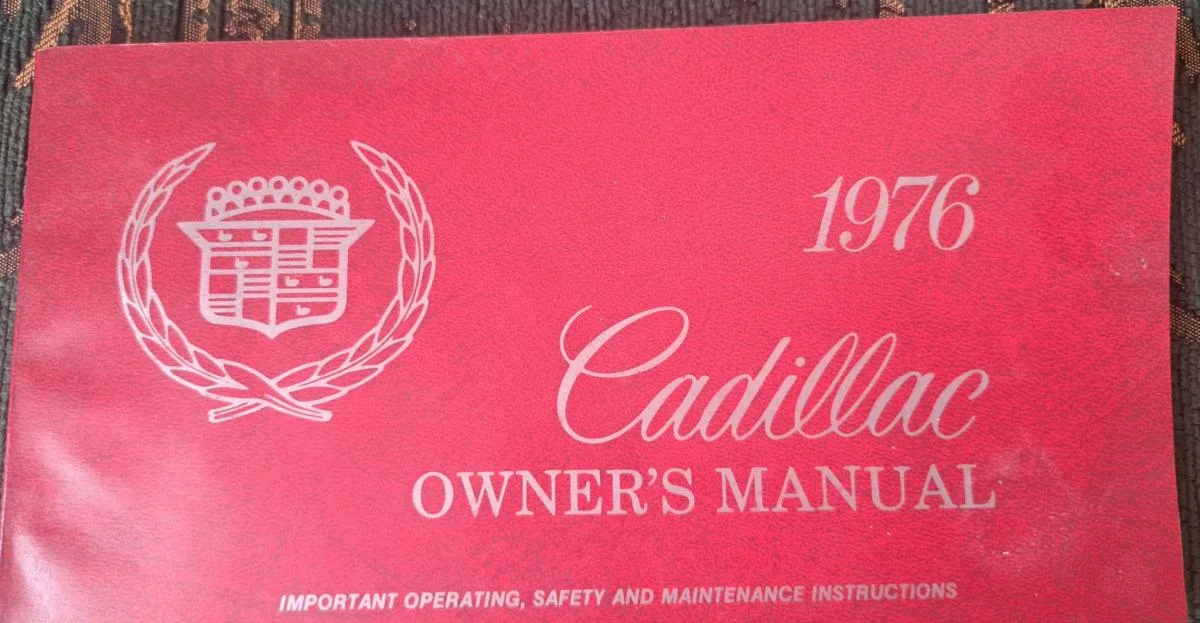 1976
Cadillac
OWNER'S MANUAL
IMPORTANT OPERATING, SAFETY AND MAINTENANCE INSTRUCTIONS